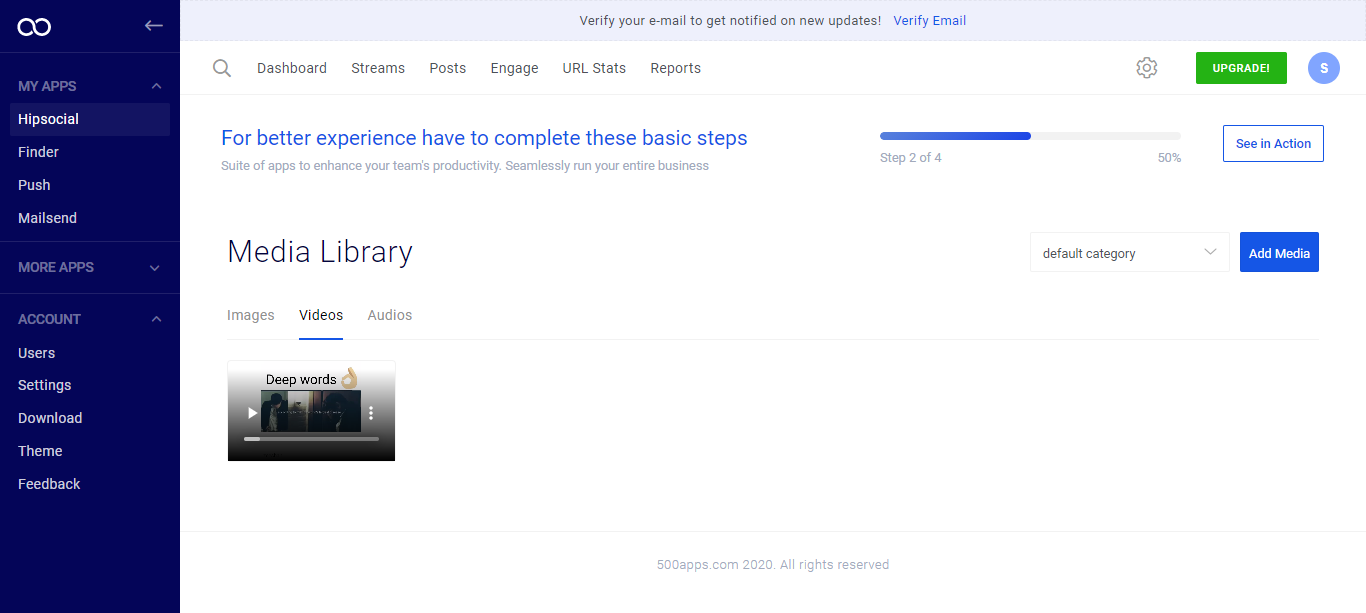 Verify your e-mail to get notified on new updates! Verify Email
Dashboard Streams Posts Engage URL Stats Reports UPGRADE! S
MY APPS
Hipsocial
Finder
Push
Mailsend
MORE APPS
ACCOUNT
Users
Settings
Download
Theme
Feedback
For better experience have to complete these basic steps
Suite of apps to enhance your team's productivity. Seamlessly run your entire business
Step 2 of 4 50%
See in Action
Media Library
default category
Add Media
Images Videos Audios
Deep words 👌🏼
500apps.com 2020. All rights reserved